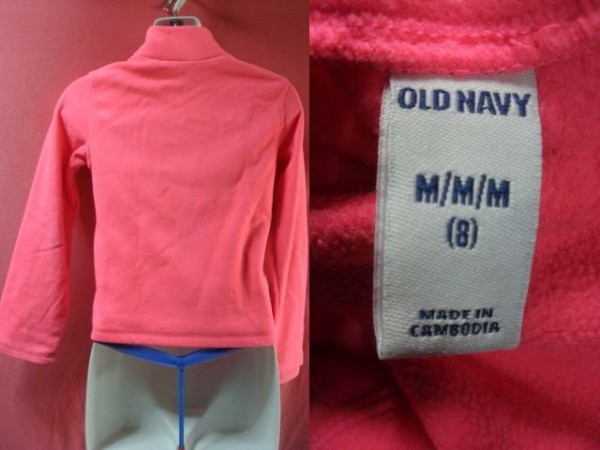 OLD NAVY
M/M/M
(8)
MADE IN
CAMBODIA